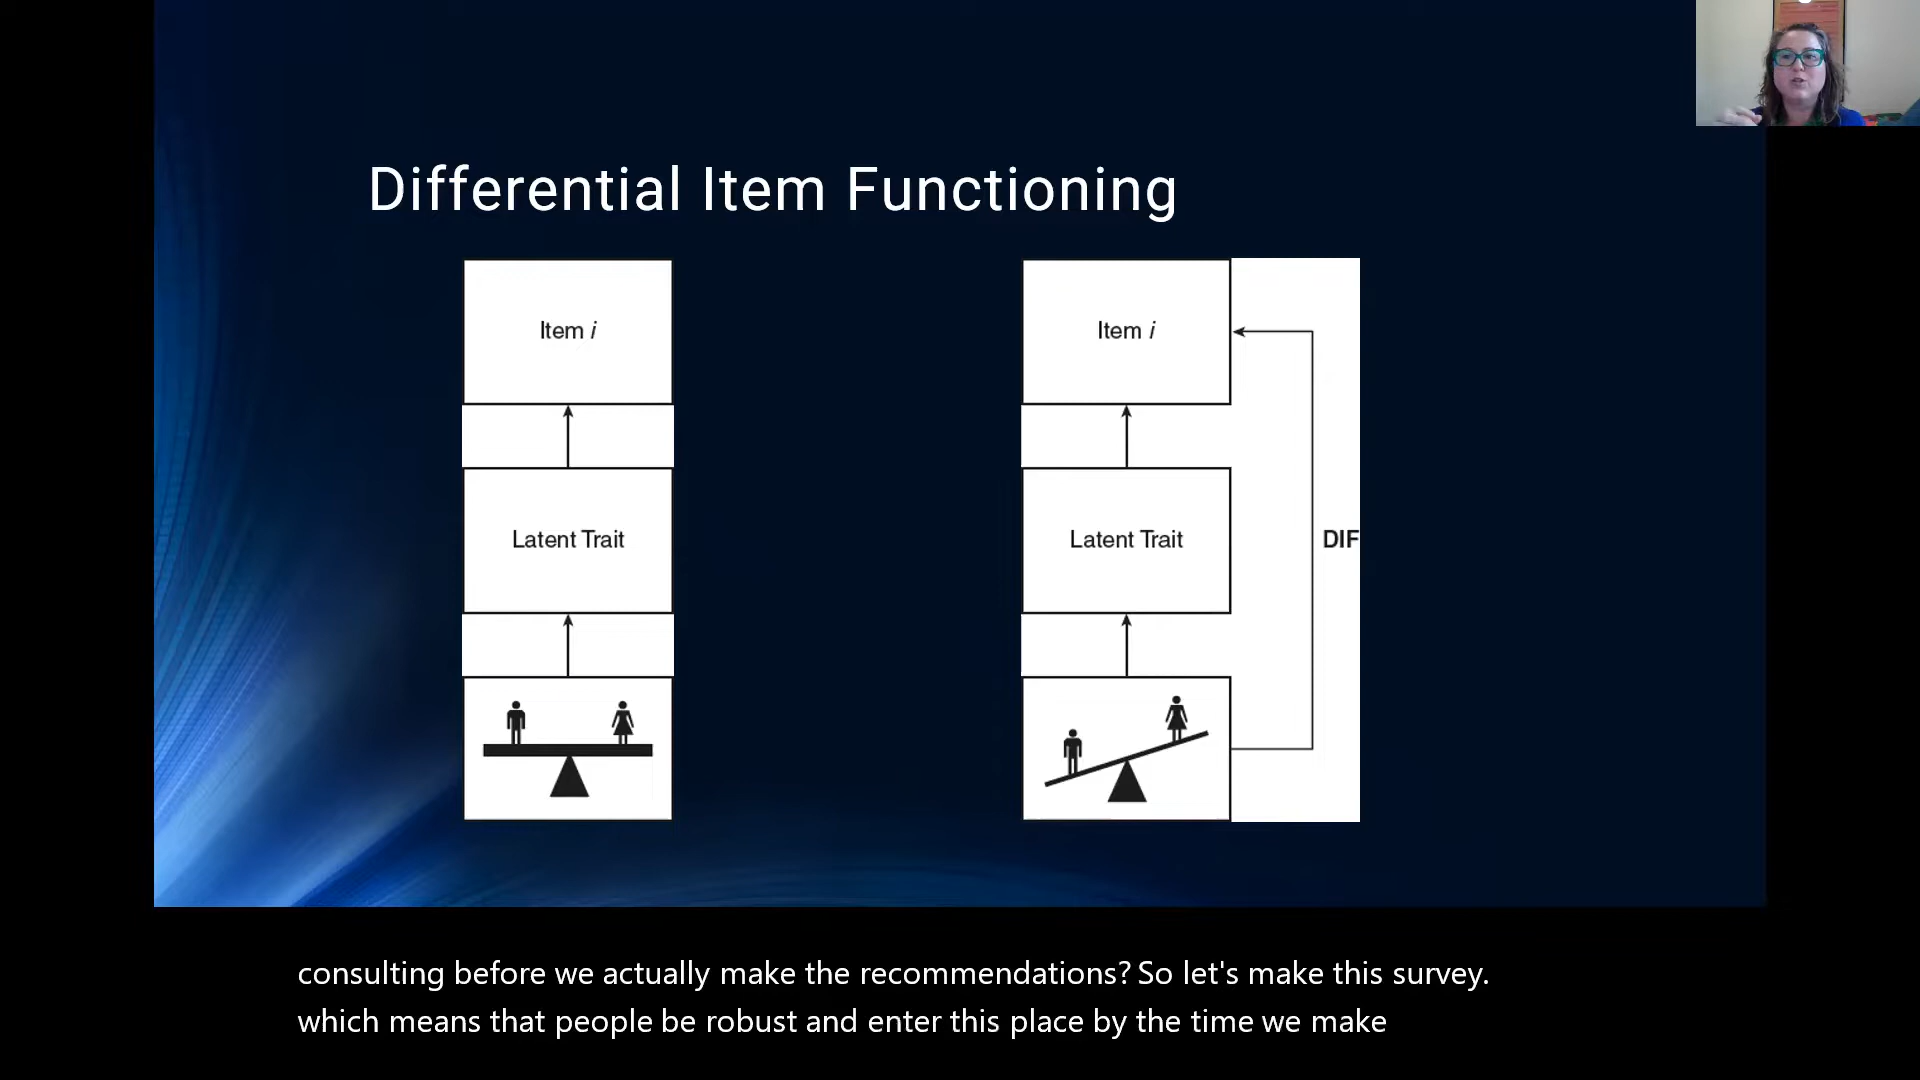 Differential Item Functioning
Item i
Latent Trait
Item i
Latent Trait
DIF
consulting before we actually make the recommendations? So let's make this survey.
which means that people be robust and enter this place by the time we make